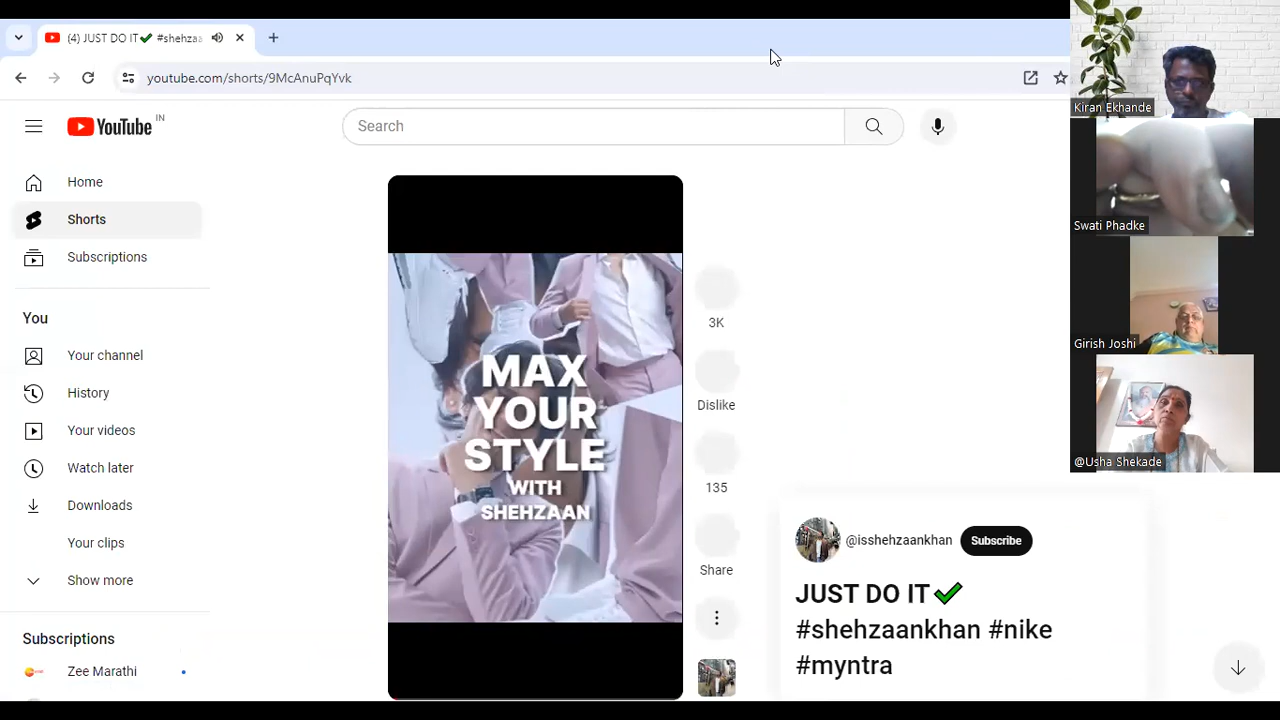 (4) JUST DO IT✔ #shehzaa
youtube.com/shorts/9McAnuPqYvk
YouTube IN
Search
Home
Shorts
Subscriptions
You
Your channel
History
Your videos
Watch later
Downloads
Your clips
Show more
Subscriptions
Zee Marathi
MAX
YOUR
STYLE
WITH
SHEHZAAN
3K
Dislike
135
Share
@isshehzaankhan
Subscribe
JUST DO IT✔
#shehzaankhan #nike
#myntra
Kiran Ekhande
Swati Phadke
Girish Joshi
@Usha Shekade